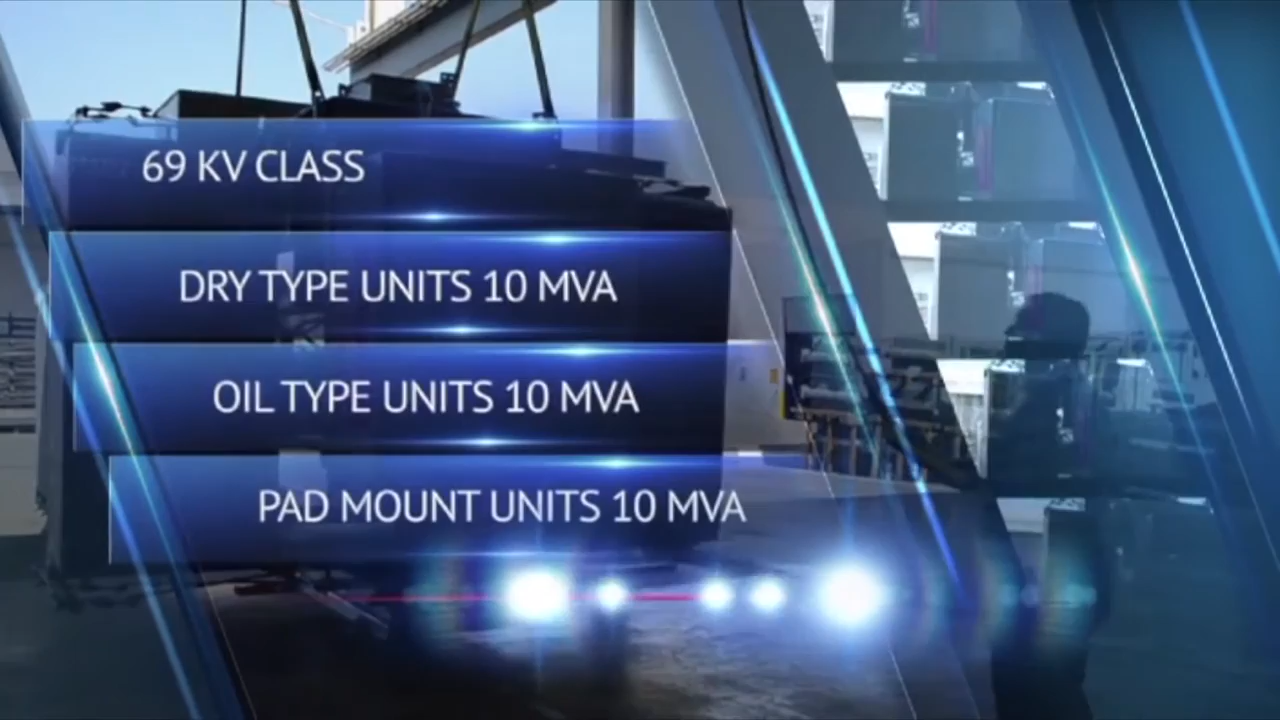 69 KV CLASS
DRY TYPE UNITS 10 MVA
OIL TYPE UNITS 10 MVA
PAD MOUNT UNITS 10 MVA